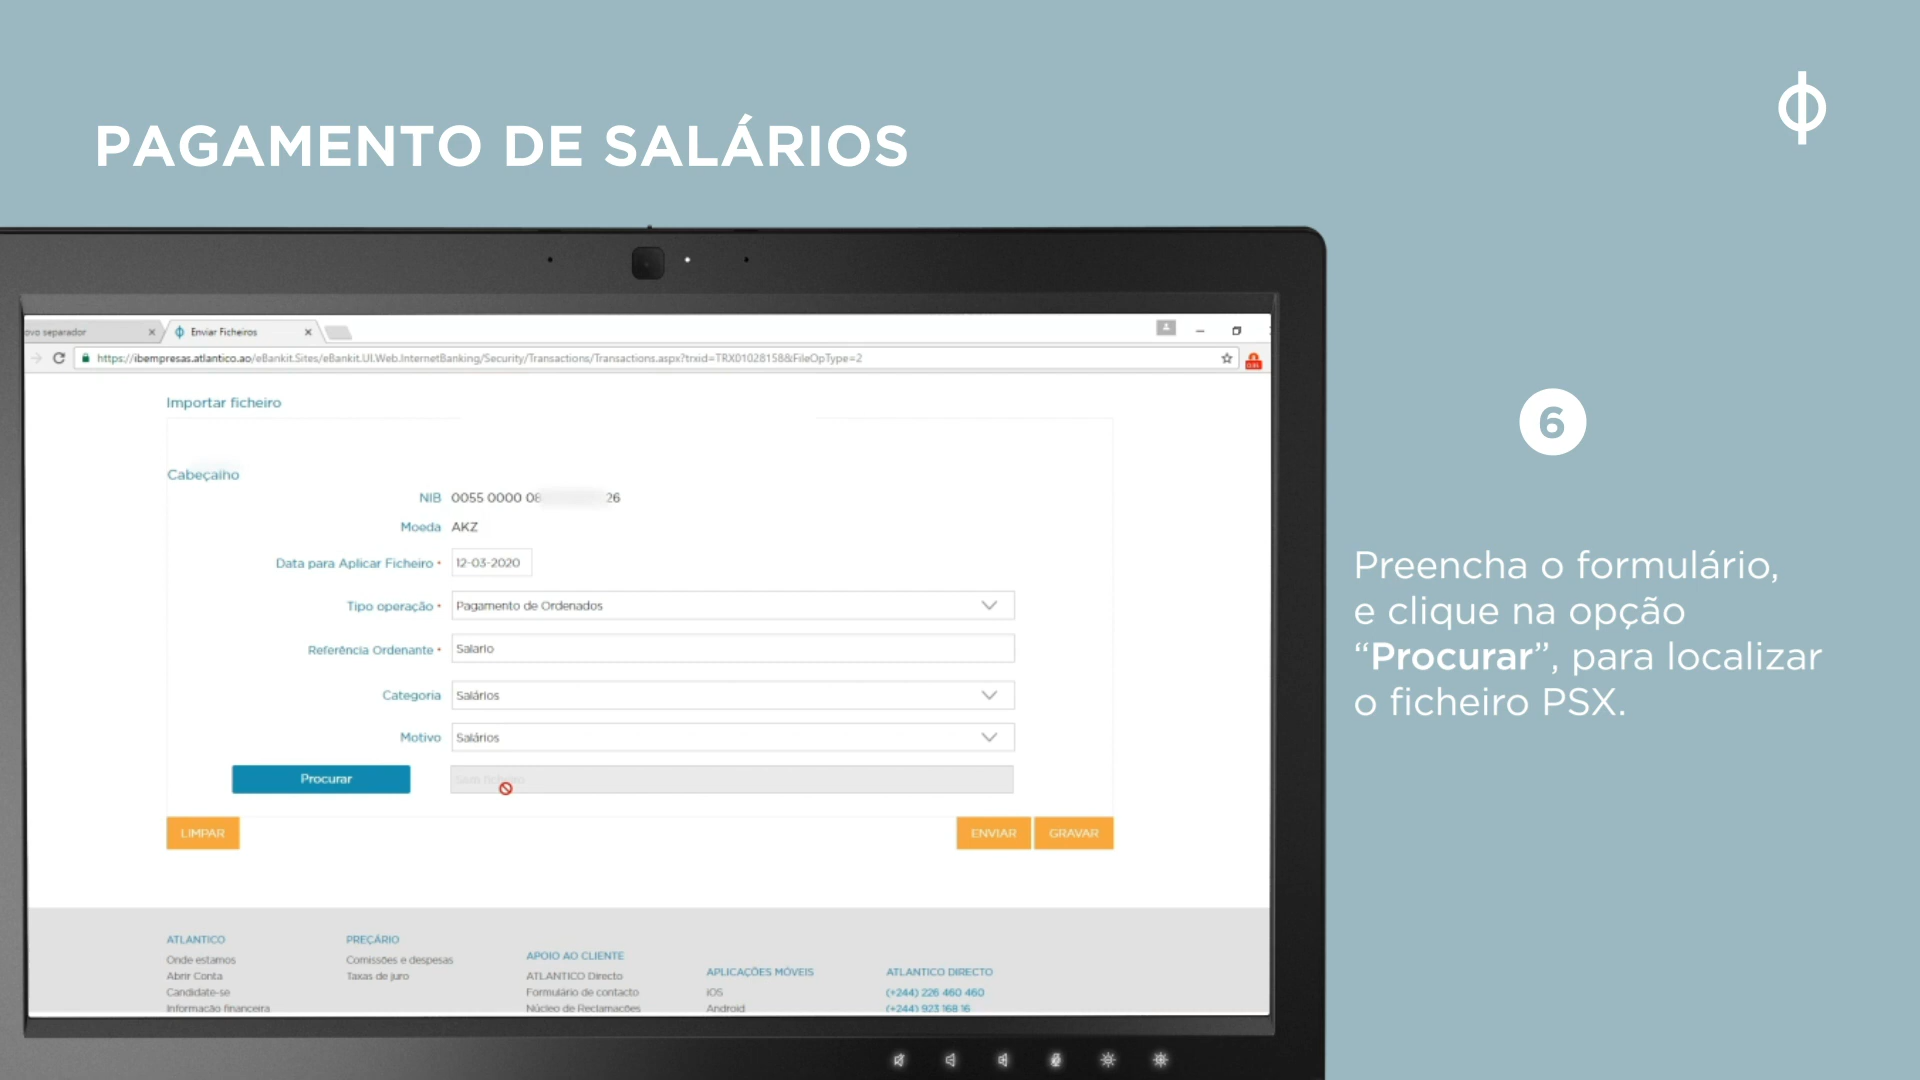 PAGAMENTO DE SALÁRIOS
ovo separador
Enviar Ficheiros
https://ibempresas.atlantico.ao/eBankit.Sites/eBankit.UI.Web.InternetBanking/Security/Transactions/Transactions.aspx?trxid=TRX01028158&FileOpType=2
Importar ficheiro
Cabeçalho
NIB 0055 0000 08 26
Moeda AKZ
Data para Aplicar Ficheiro • 12-03-2020
Tipo operação • Pagamento de Ordenados
Referência Ordenante • Salario
Categoria Salários
Motivo Salários
Procurar Sem ficheiro
LIMPAR ENVIAR GRAVAR
ATLANTICO
Onde estamos
Abrir Conta
Candidate-se
Informação financeira
PREÇÁRIO
Comissões e despesas
Taxas de juro
APOIO AO CLIENTE
ATLANTICO Directo
Formulário de contacto
Núcleo de Reclamações
APLICAÇÕES MÓVEIS
iOS
Android
ATLANTICO DIRECTO
(+244) 226 460 460
(+244) 923 168 16
6
Preencha o formulário,
e clique na opção
“Procurar”, para localizar
o ficheiro PSX.